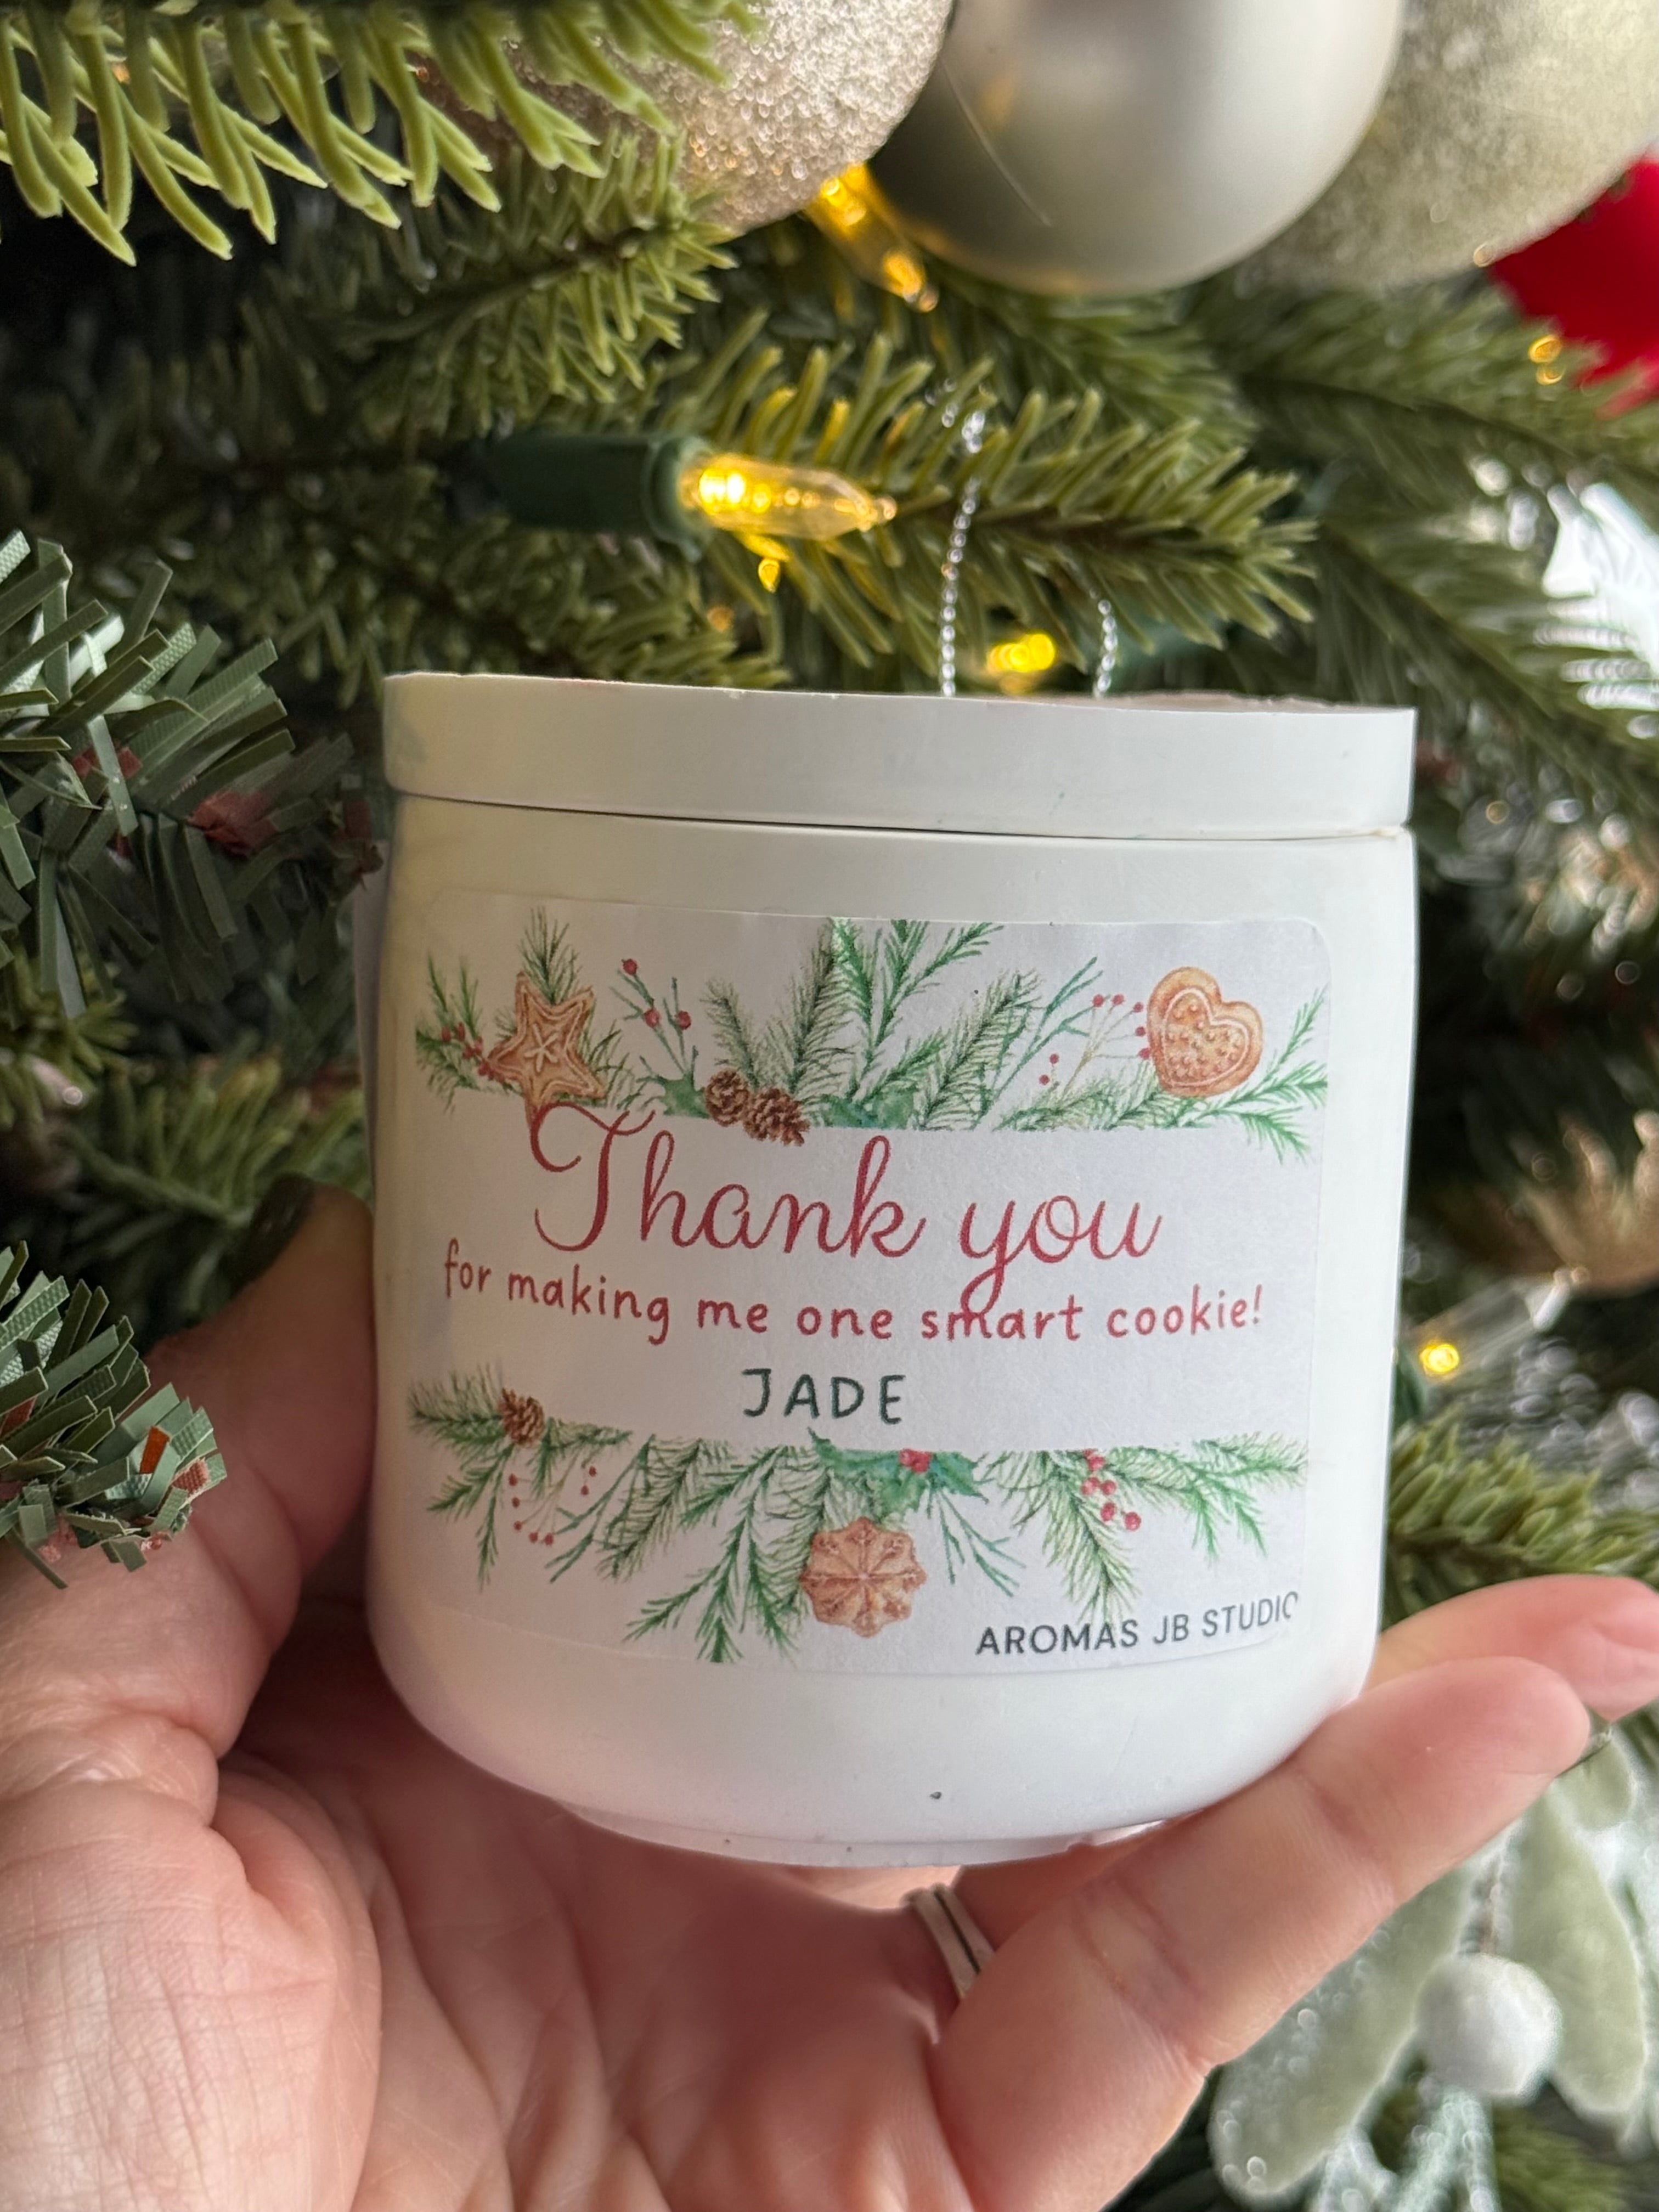 Thank you
for making me one smart cookie!
JADE
AROMAS JB STUDIO